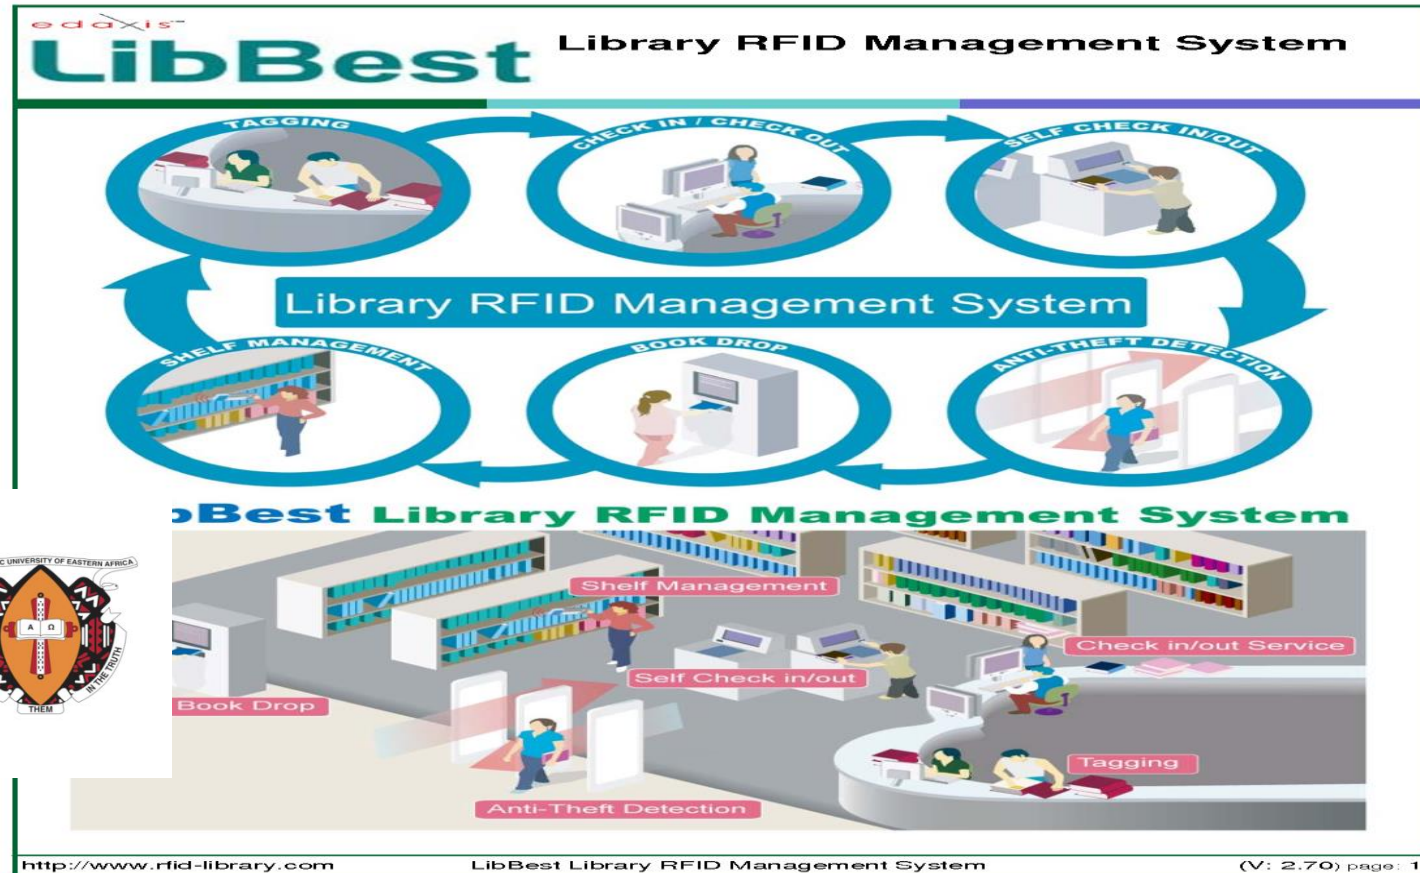 edaxis™
LibBest
Library RFID Management System
TAGGING
CHECK IN / CHECK OUT
SELF CHECK IN/OUT
Library RFID Management System
SHELF MANAGEMENT
BOOK DROP
ANTI-THEFT DETECTION
bBest Library RFID Management System
C UNIVERSITY OF EASTERN AFRICA
Α Ω
IN THE TRUTH
THEM
Shelf Management
Check in/out Service
Self Check in/out
Book Drop
Tagging
Anti-Theft Detection
http://www.rfid-library.com
LibBest Library RFID Management System
(V: 2.70) page: 1